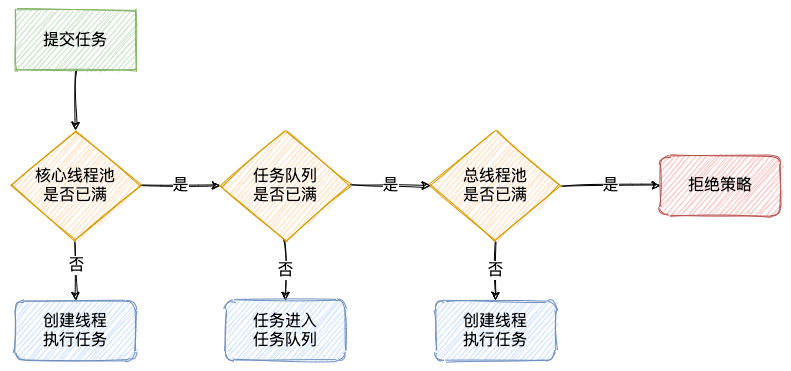 提交任务
核心线程池
是否已满
是
任务队列
是否已满
是
总线程池
是否已满
是
拒绝策略
否
否
否
创建线程
执行任务
任务进入
任务队列
创建线程
执行任务